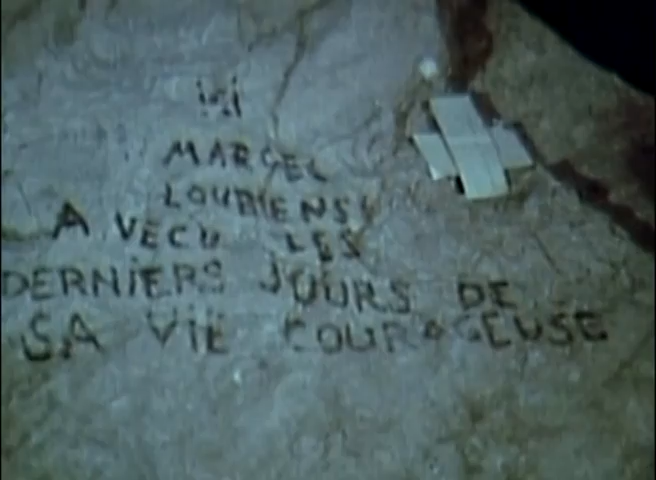 ici
MARCEL
LOUBENS
A VECU LES
DERNIERS JOURS DE
SA VIE COURAGEUSE